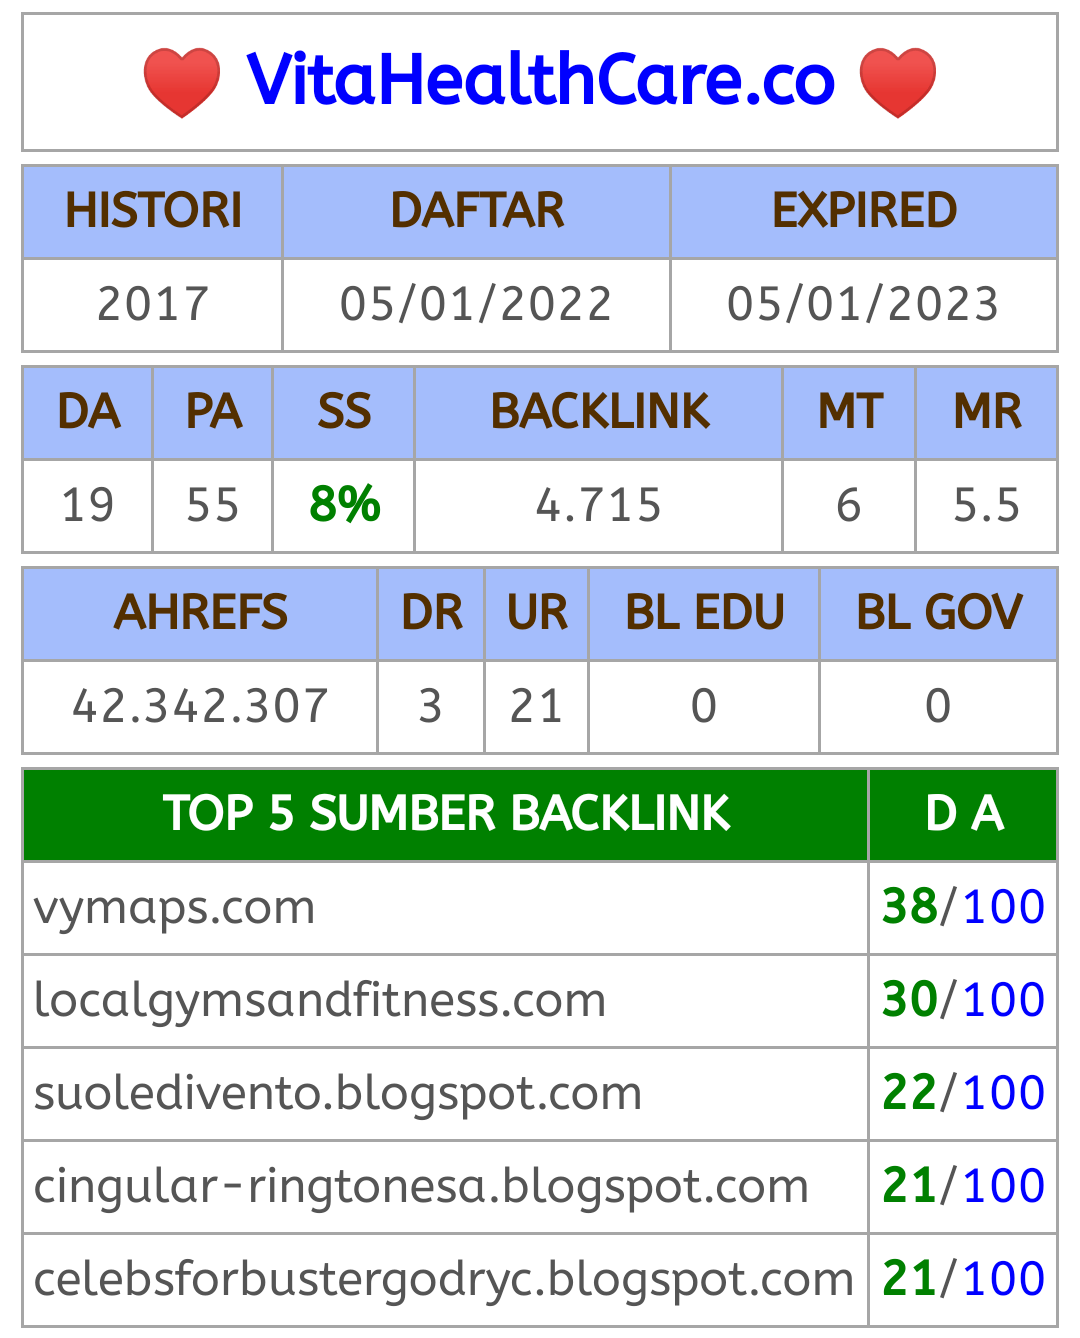 VitaHealthCare.co
HISTORI DAFTAR EXPIRED
2017 05/01/2022 05/01/2023
DA PA SS BACKLINK MT MR
19 55 8% 4.715 6 5.5
AHREFS DR UR BL EDU BL GOV
42.342.307 3 21 0 0
TOP 5 SUMBER BACKLINK D A
vymaps.com 38/100
localgymsandfitness.com 30/100
suoledivento.blogspot.com 22/100
cingular-ringtonesa.blogspot.com 21/100
celebsforbustergodryc.blogspot.com 21/100